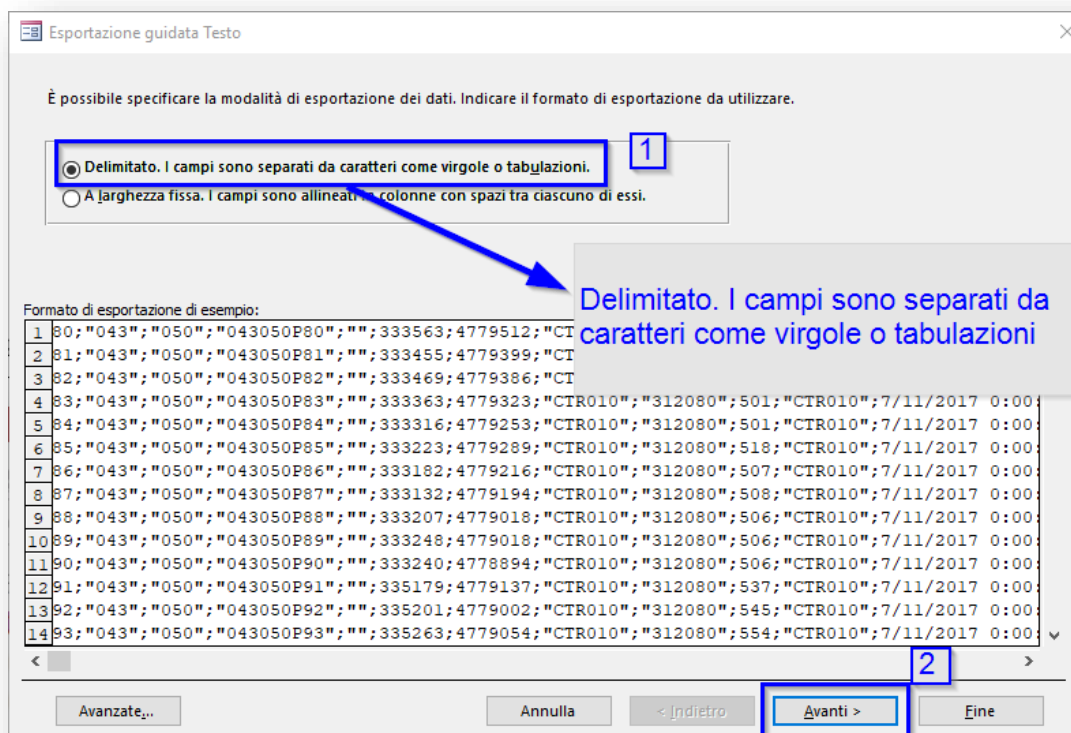 Esportazione guidata Testo
È possibile specificare la modalità di esportazione dei dati. Indicare il formato di esportazione da utilizzare.
Delimitato. I campi sono separati da caratteri come virgole o tabulazioni.
1
A larghezza fissa. I campi sono allineati in colonne con spazi tra ciascuno di essi.
Delimitato. I campi sono separati da
caratteri come virgole o tabulazioni
Formato di esportazione di esempio:
1 80;"043";"050";"043050P80";"";333563;4779512;"CT
2 81;"043";"050";"043050P81";"";333455;4779399;"CT
3 82;"043";"050";"043050P82";"";333469;4779386;"CT
4 83;"043";"050";"043050P83";"";333363;4779323;"CTR010";"312080";501;"CTR010";7/11/2017 0:00:
5 84;"043";"050";"043050P84";"";333316;4779253;"CTR010";"312080";501;"CTR010";7/11/2017 0:00:
6 85;"043";"050";"043050P85";"";333223;4779289;"CTR010";"312080";518;"CTR010";7/11/2017 0:00:
7 86;"043";"050";"043050P86";"";333182;4779216;"CTR010";"312080";507;"CTR010";7/11/2017 0:00:
8 87;"043";"050";"043050P87";"";333132;4779194;"CTR010";"312080";508;"CTR010";7/11/2017 0:00:
9 88;"043";"050";"043050P88";"";333207;4779018;"CTR010";"312080";506;"CTR010";7/11/2017 0:00:
10 89;"043";"050";"043050P89";"";333248;4779018;"CTR010";"312080";506;"CTR010";7/11/2017 0:00:
11 90;"043";"050";"043050P90";"";333240;4778894;"CTR010";"312080";506;"CTR010";7/11/2017 0:00:
12 91;"043";"050";"043050P91";"";335179;4779137;"CTR010";"312080";537;"CTR010";7/11/2017 0:00:
13 92;"043";"050";"043050P92";"";335201;4779002;"CTR010";"312080";545;"CTR010";7/11/2017 0:00:
14 93;"043";"050";"043050P93";"";335263;4779054;"CTR010";"312080";554;"CTR010";7/11/2017 0:00:
2
Avanzate... Annulla < Indietro Avanti > Fine